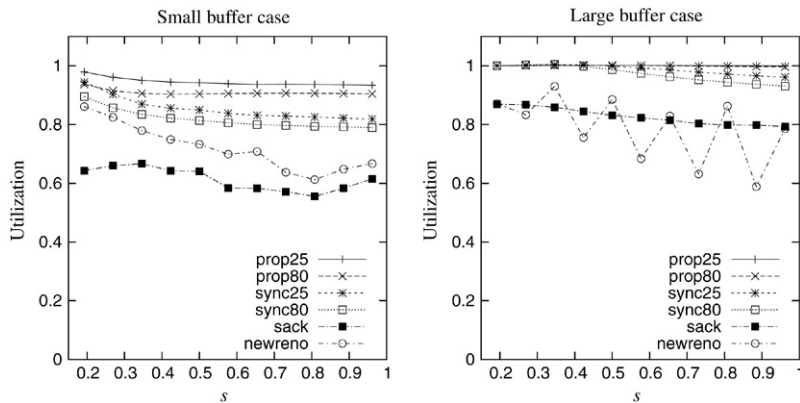 Small buffer case
Utilization
1
0.8
0.6
0.4
0.2
0
prop25
prop80
sync25
sync80
sack
newreno
0.2 0.3 0.4 0.5 0.6 0.7 0.8 0.9 1
s
Large buffer case
Utilization
1
0.8
0.6
0.4
0.2
0
prop25
prop80
sync25
sync80
sack
newreno
0.2 0.3 0.4 0.5 0.6 0.7 0.8 0.9 1
s